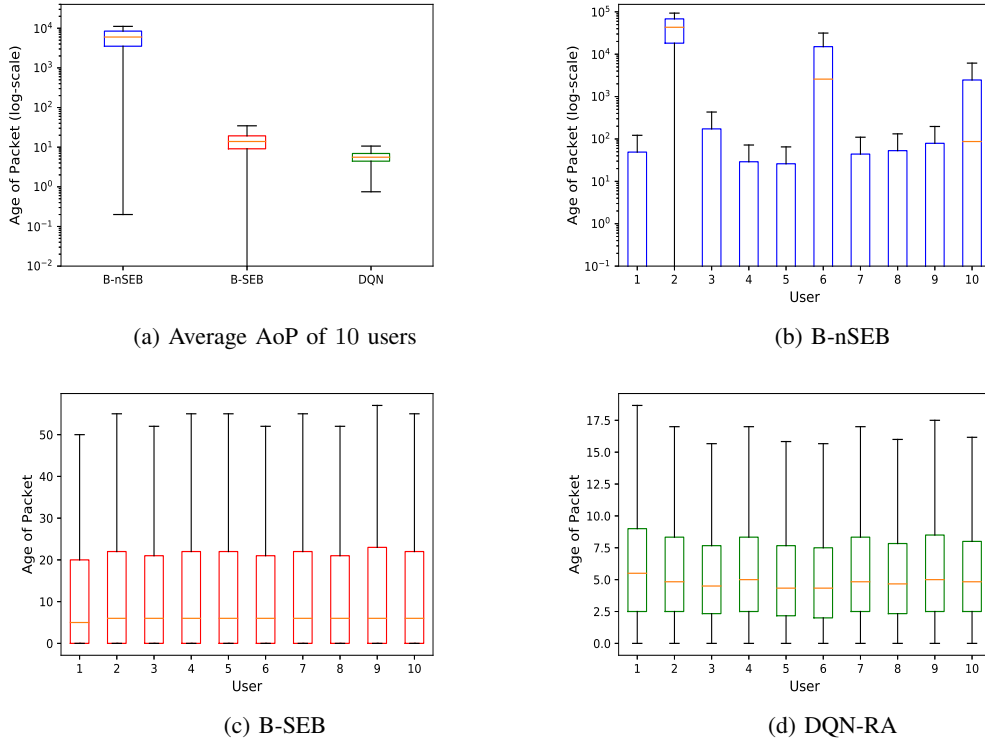 Age of Packet (log-scale)
10^4
10^3
10^2
10^1
10^0
10^-1
10^-2
B-nSEB
B-SEB
DQN
(a) Average AoP of 10 users
Age of Packet (log-scale)
10^5
10^4
10^3
10^2
10^1
10^0
10^-1
1 2 3 4 5 6 7 8 9 10
User
(b) B-nSEB
Age of Packet
50
40
30
20
10
0
1 2 3 4 5 6 7 8 9 10
User
(c) B-SEB
Age of Packet
17.5
15.0
12.5
10.0
7.5
5.0
2.5
0.0
1 2 3 4 5 6 7 8 9 10
User
(d) DQN-RA